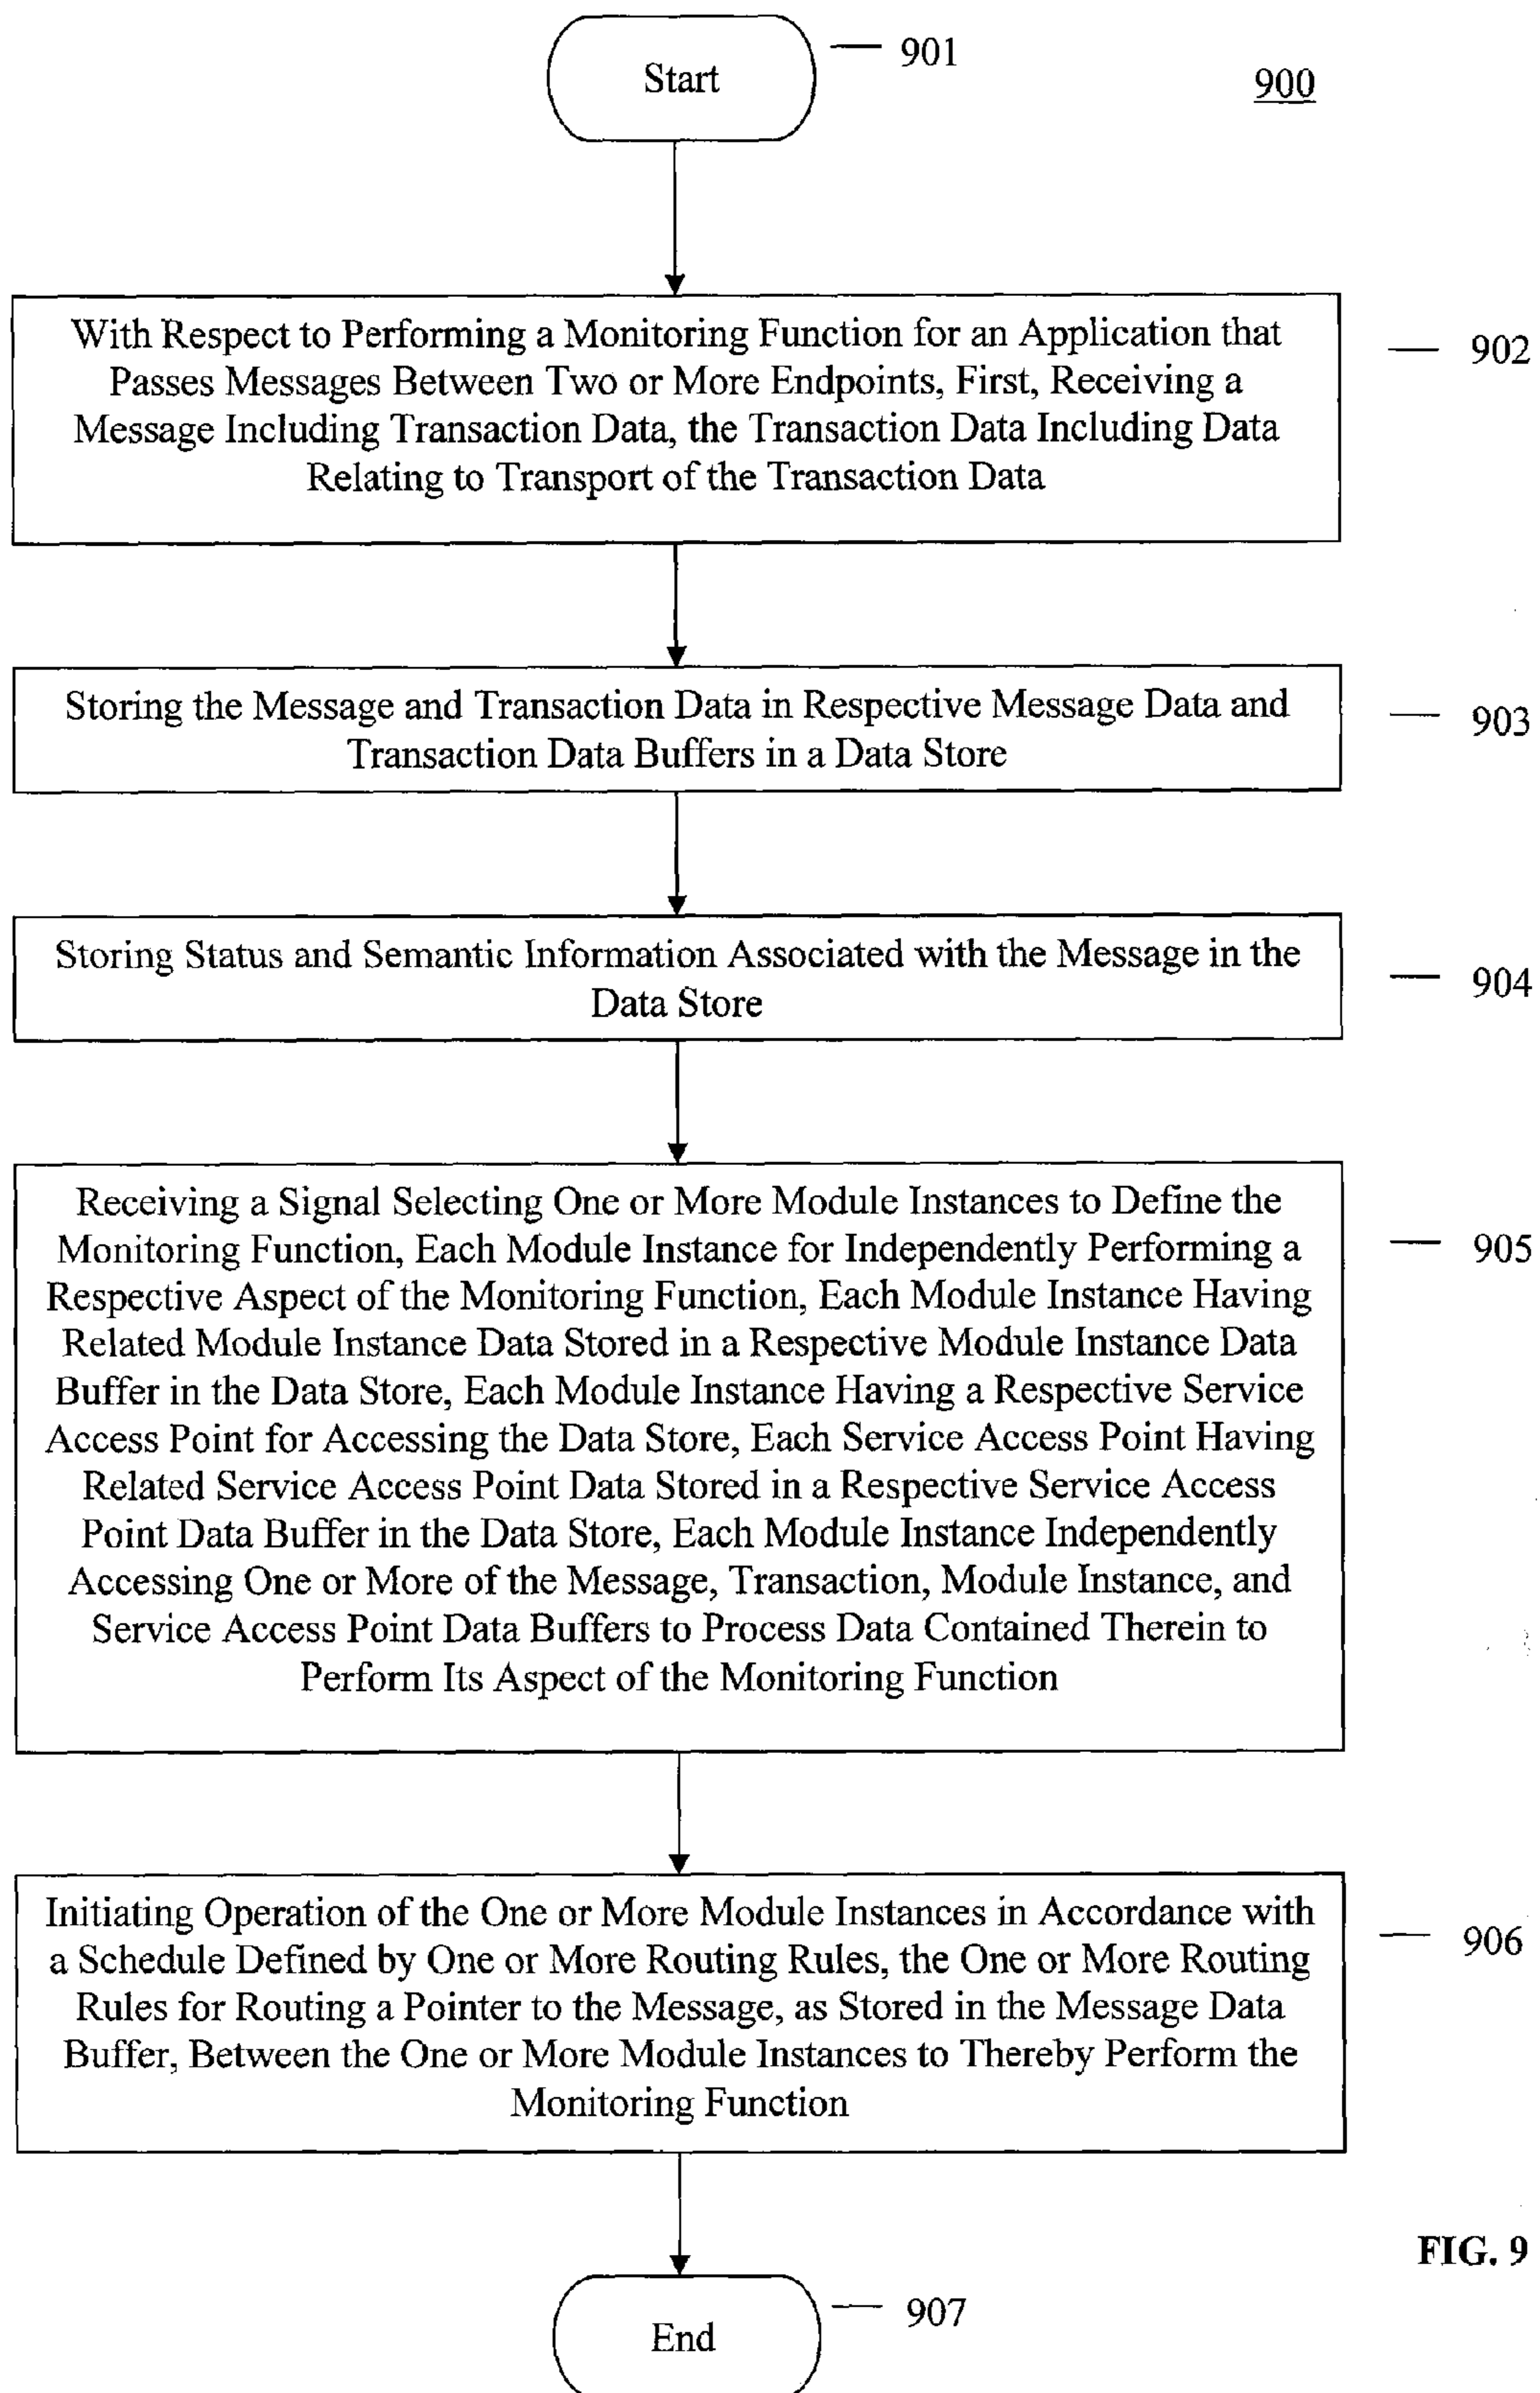 Start
901
900
With Respect to Performing a Monitoring Function for an Application that
Passes Messages Between Two or More Endpoints, First, Receiving a
Message Including Transaction Data, the Transaction Data Including Data
Relating to Transport of the Transaction Data
902
Storing the Message and Transaction Data in Respective Message Data and
Transaction Data Buffers in a Data Store
903
Storing Status and Semantic Information Associated with the Message in the
Data Store
904
Receiving a Signal Selecting One or More Module Instances to Define the
Monitoring Function, Each Module Instance for Independently Performing a
Respective Aspect of the Monitoring Function, Each Module Instance Having
Related Module Instance Data Stored in a Respective Module Instance Data
Buffer in the Data Store, Each Module Instance Having a Respective Service
Access Point for Accessing the Data Store, Each Service Access Point Having
Related Service Access Point Data Stored in a Respective Service Access
Point Data Buffer in the Data Store, Each Module Instance Independently
Accessing One or More of the Message, Transaction, Module Instance, and
Service Access Point Data Buffers to Process Data Contained Therein to
Perform Its Aspect of the Monitoring Function
905
Initiating Operation of the One or More Module Instances in Accordance with
a Schedule Defined by One or More Routing Rules, the One or More Routing
Rules for Routing a Pointer to the Message, as Stored in the Message Data
Buffer, Between the One or More Module Instances to Thereby Perform the
Monitoring Function
906
FIG. 9
End
907